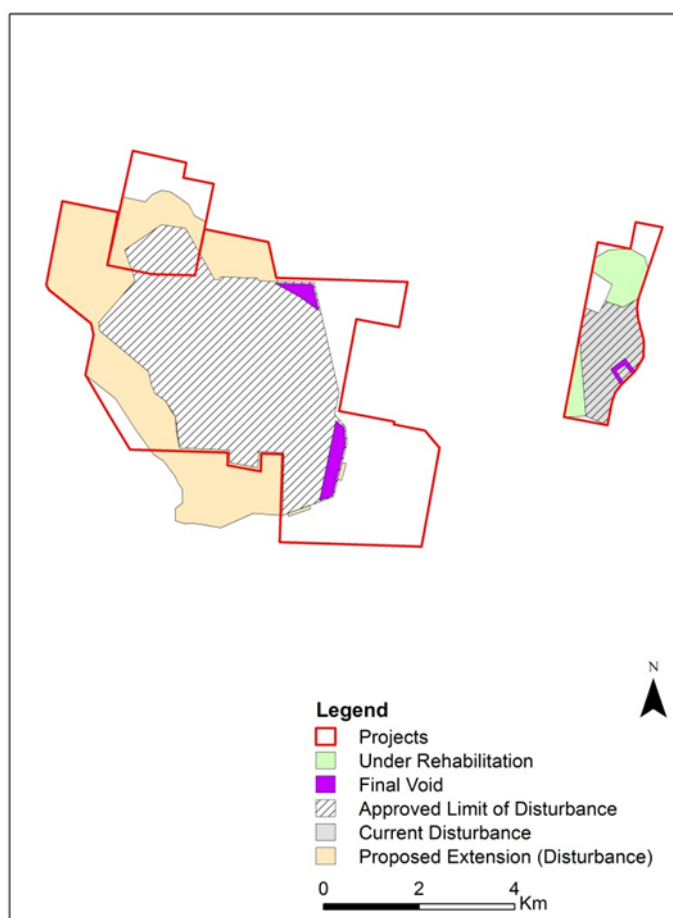 N
Legend
Projects
Under Rehabilitation
Final Void
Approved Limit of Disturbance
Current Disturbance
Proposed Extension (Disturbance)
0 2 4
Km